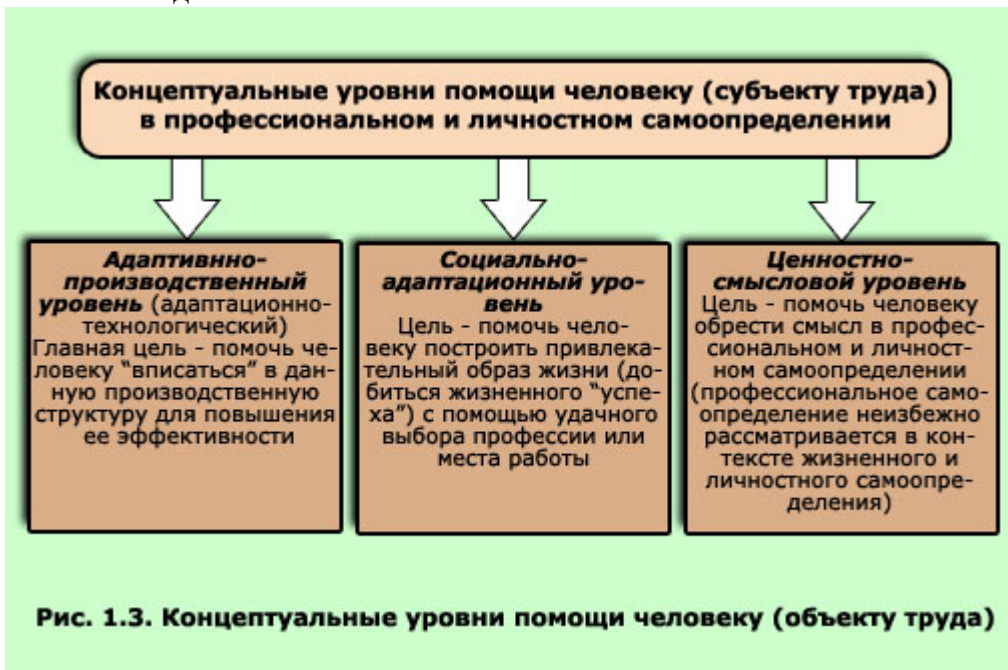 Концептуальные уровни помощи человеку (субъекту труда)
в профессиональном и личностном самоопределении
Адаптивнно-
производственный
уровень (адаптационно-
технологический)
Главная цель - помочь че-
ловеку “вписаться” в дан-
ную производственную
структуру для повышения
ее эффективности
Социально-
адаптационный уро-
вень
Цель - помочь чело-
веку построить привлека-
тельный образ жизни (до-
биться жизненного “успе-
ха”) с помощью удачного
выбора профессии или
места работы
Ценностно-
смысловой уровень
Цель - помочь человеку
обрести смысл в профес-
сиональном и личност-
ном самоопределении
(профессиональное само-
определение неизбежно
рассматривается в кон-
тексте жизненного и
личностного самоопре-
деления)
Рис. 1.3. Концептуальные уровни помощи человеку (объекту труда)